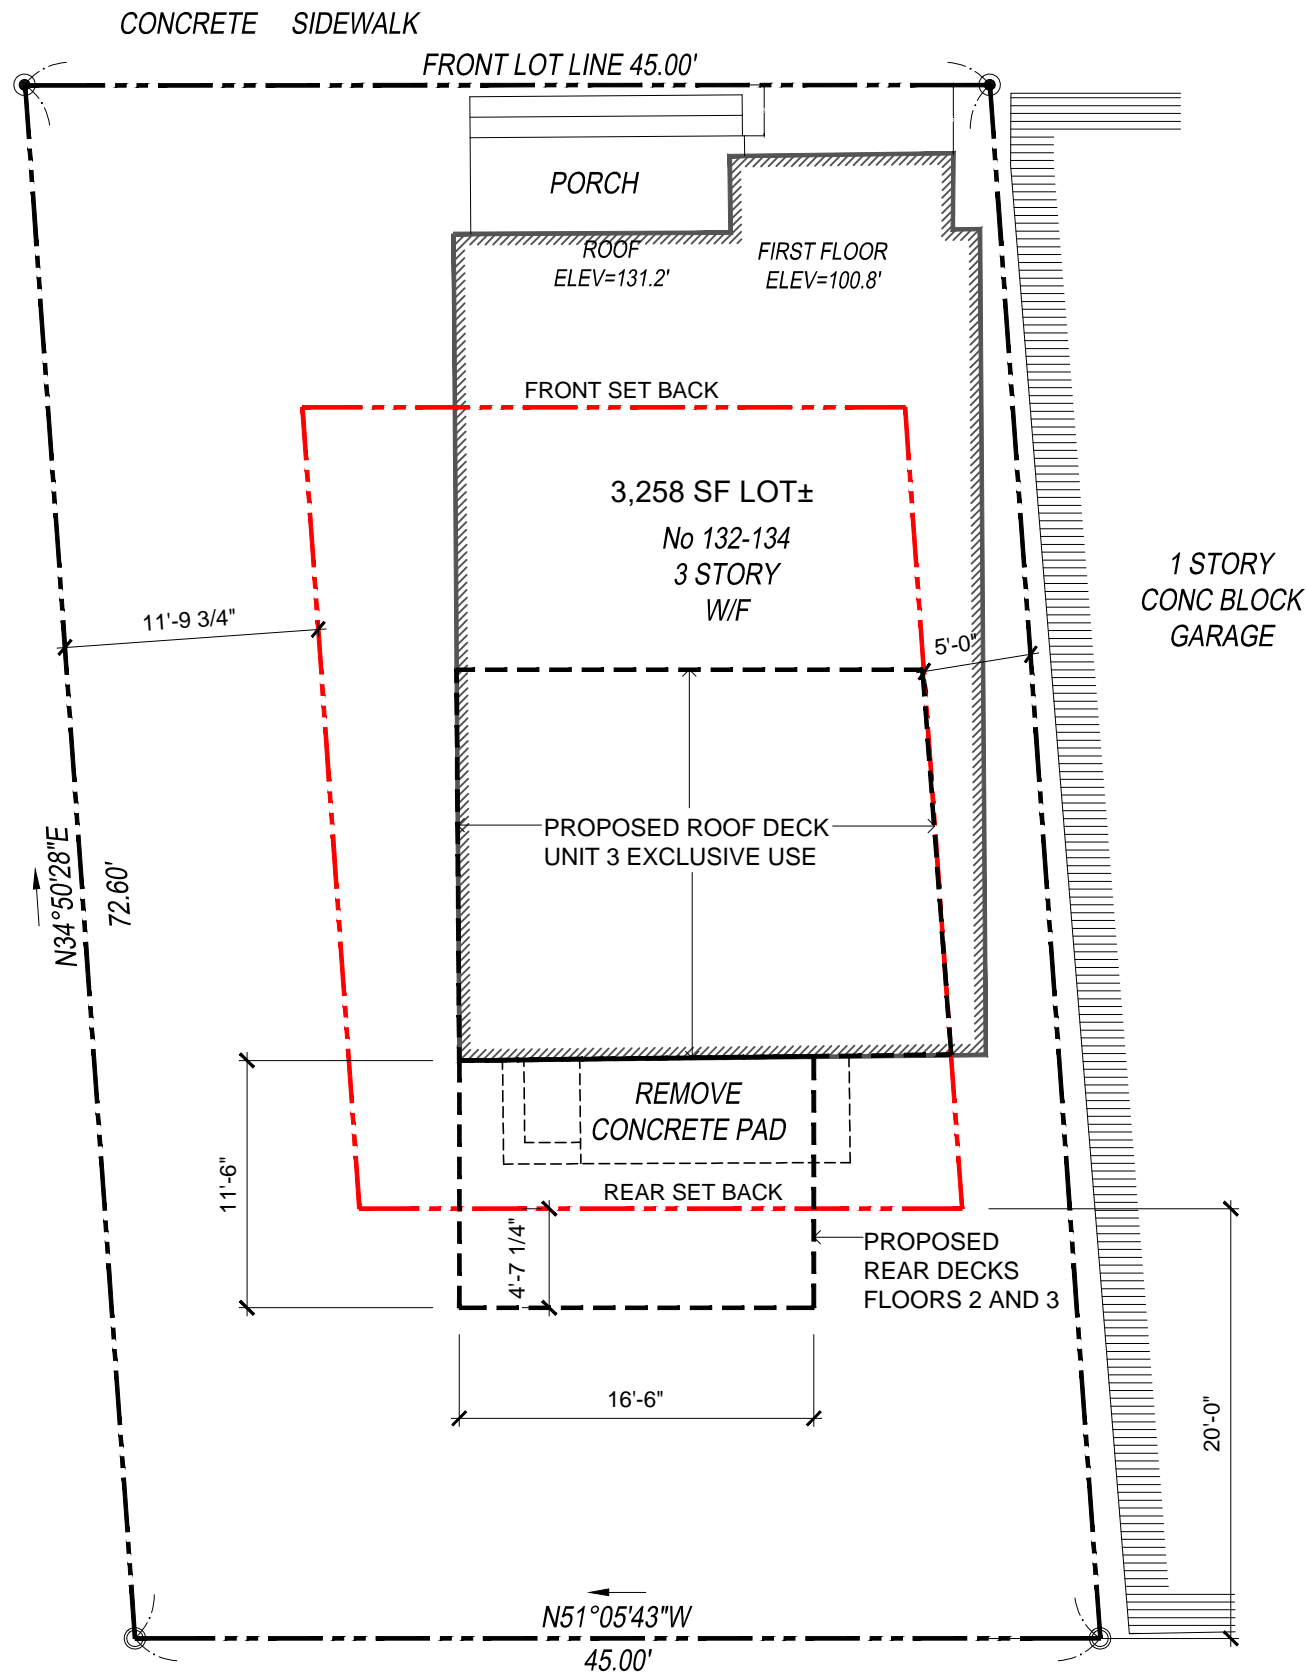 CONCRETE SIDEWALK
FRONT LOT LINE 45.00'
PORCH
ROOF
ELEV=131.2'
FIRST FLOOR
ELEV=100.8'
FRONT SET BACK
3,258 SF LOT±
No 132-134
3 STORY
W/F
1 STORY
CONC BLOCK
GARAGE
11'-9 3/4"
5'-0"
PROPOSED ROOF DECK
UNIT 3 EXCLUSIVE USE
N34°50'28"E
72.60'
REMOVE
CONCRETE PAD
11'-6"
REAR SET BACK
4'-7 1/4"
PROPOSED
REAR DECKS
FLOORS 2 AND 3
16'-6"
20'-0"
N51°05'43"W
45.00'